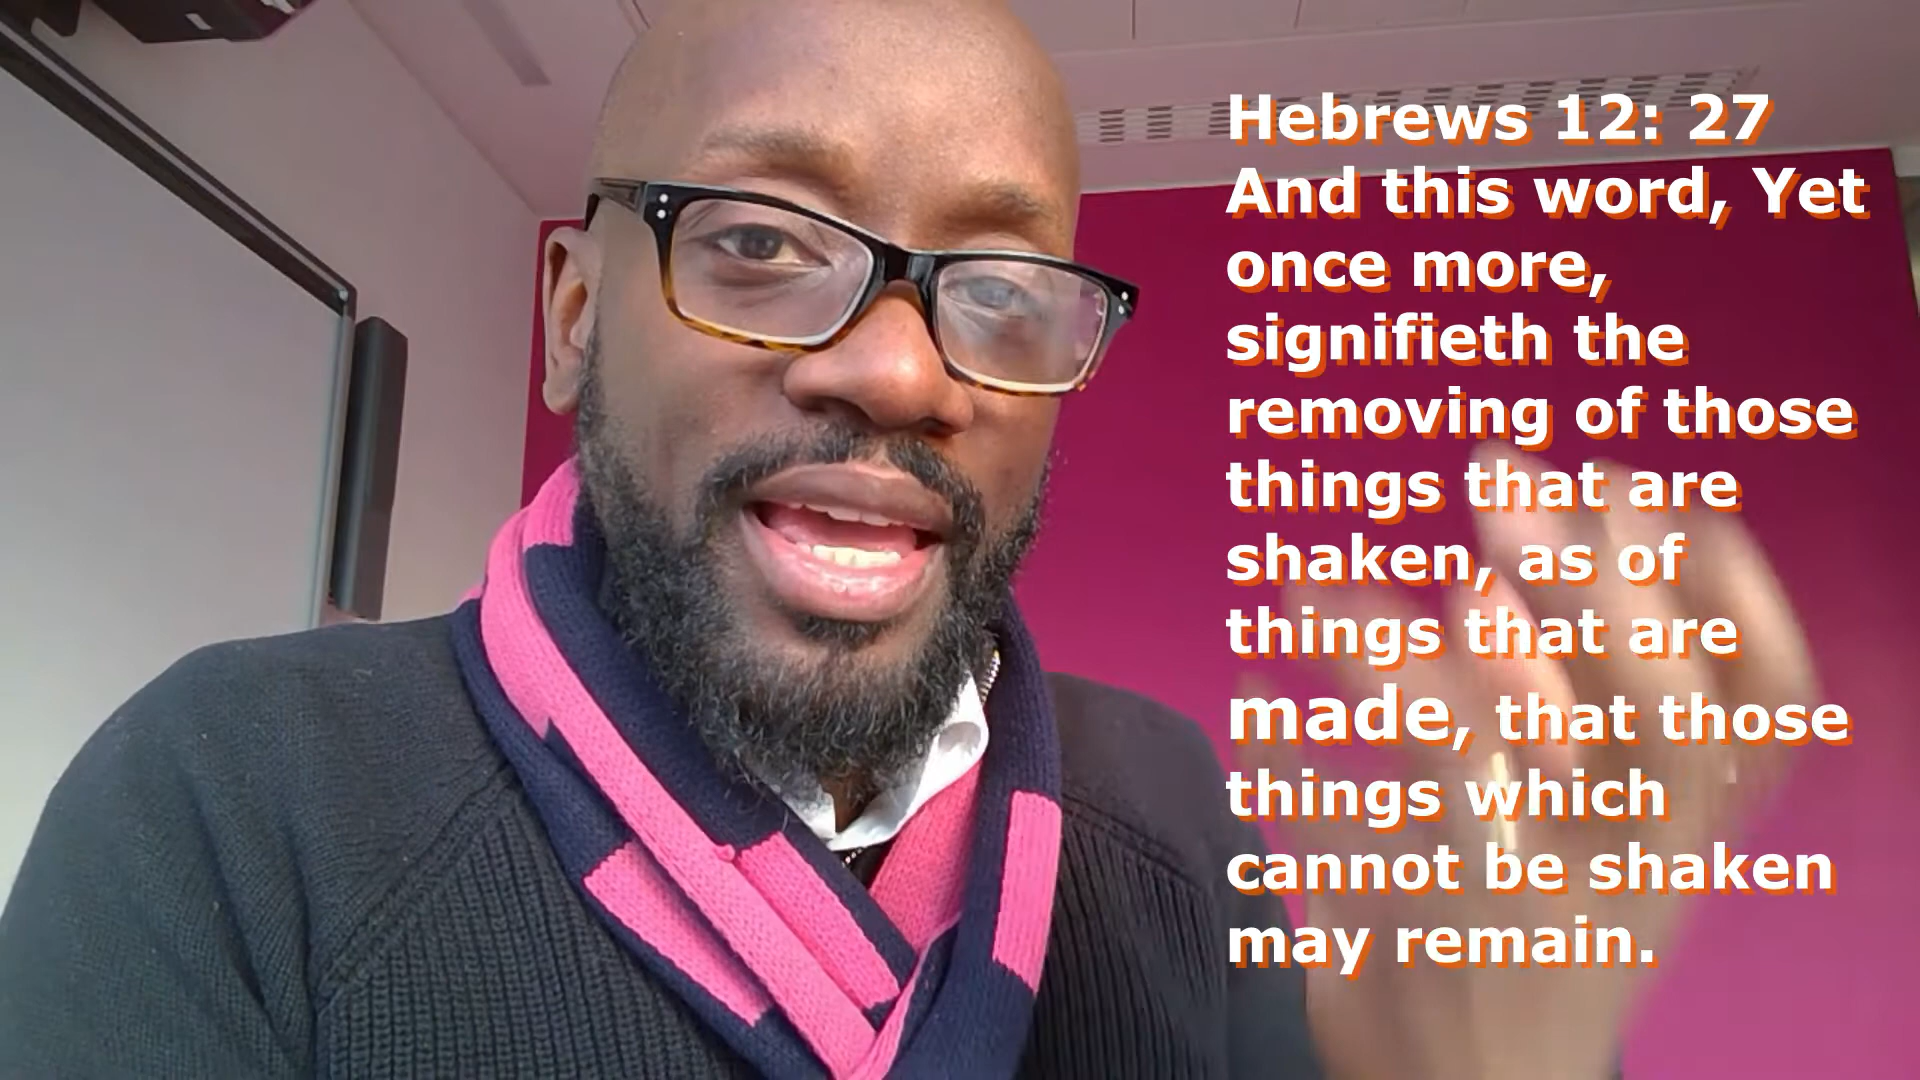 Hebrews 12: 27
And this word, Yet
once more,
signifieth the
removing of those
things that are
shaken, as of
things that are
made, that those
things which
cannot be shaken
may remain.